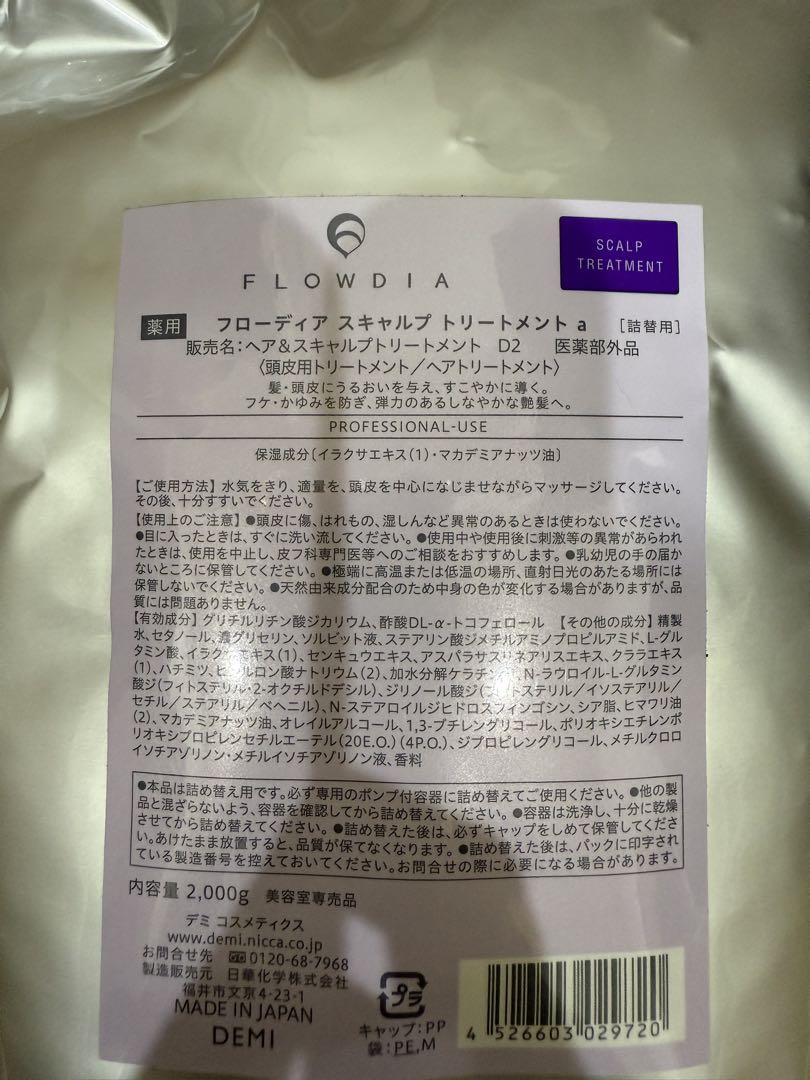 FLOWDIA
SCALP
TREATMENT
薬用 フローディア スキャルプ トリートメント a [詰替用]
販売名:ヘア&スキャルプトリートメント D2 医薬部外品
〈頭皮用トリートメント/ヘアトリートメント〉
髪・頭皮にうるおいを与え、すこやかに導く。
フケ・かゆみを防ぎ、弾力のあるしなやかな艶髪へ。
PROFESSIONAL-USE
保湿成分〔イラクサエキス(1)・マカデミアナッツ油〕
【ご使用方法】水気をきり、適量を、頭皮を中心になじませながらマッサージしてください。
その後、十分すすいでください。
【使用上のご注意】●頭皮に傷、はれもの、湿しんなど異常のあるときは使わないでください。
●目に入ったときは、すぐに洗い流してください。●使用中や使用後に刺激等の異常があらわれ
たときは、使用を中止し、皮フ科専門医等へのご相談をおすすめします。●乳幼児の手の届か
ないところに保管してください。●極端に高温または低温の場所、直射日光のあたる場所には
保管しないでください。●天然由来成分配合のため中身の色が変化する場合がありますが、品
質には問題ありません。
【有効成分】グリチルリチン酸ジカリウム、酢酸DL-α-トコフェロール 【その他の成分】精製
水、セタノール、濃グリセリン、ソルビット液、ステアリン酸ジメチルアミノプロピルアミド、L-グル
タミン酸、イラクサエキス(1)、センキュウエキス、アスパラサスリネアリスエキス、クララエキス
(1)、ハチミツ、ヒアルロン酸ナトリウム(2)、加水分解ケラチン、N-ラウロイル-L-グルタミン
酸ジ(フィトステリル・2-オクチルドデシル)、ジリノール酸ジ(フィトステリル/イソステアリル/
セチル/ステアリル/ベヘニル)、N-ステアロイルジヒドロスフィンゴシン、シア脂、ヒマワリ油
(2)、マカデミアナッツ油、オレイルアルコール、1,3-ブチレングリコール、ポリオキシエチレンポ
リオキシプロピレンセチルエーテル(20E.O.)(4P.O.)、ジプロピレングリコール、メチルクロロ
イソチアゾリノン・メチルイソチアゾリノン液、香料
●本品は詰め替え用です。必ず専用のポンプ付容器に詰め替えてご使用ください。●他の製
品と混ざらないよう、容器を確認してから詰め替えてください。●容器は洗浄し、十分に乾燥
させてから詰め替えてください。●詰め替えた後は、必ずキャップをしめて保管してくださ
い。あけたまま放置すると、品質が保てなくなります。●詰め替えた後は、パックに印字され
ている製造番号を控えておいてください。お問合せの際に必要になる場合があります。
内容量 2,000g 美容室専売品
デミ コスメティクス
www.demi.nicca.co.jp
お問合せ先 0120-68-7968
製造販売元 日華化学株式会社
福井市文京4-23-1
MADE IN JAPAN
DEMI
プラ
キャップ:PP
袋:PE,M
4 526603 029720